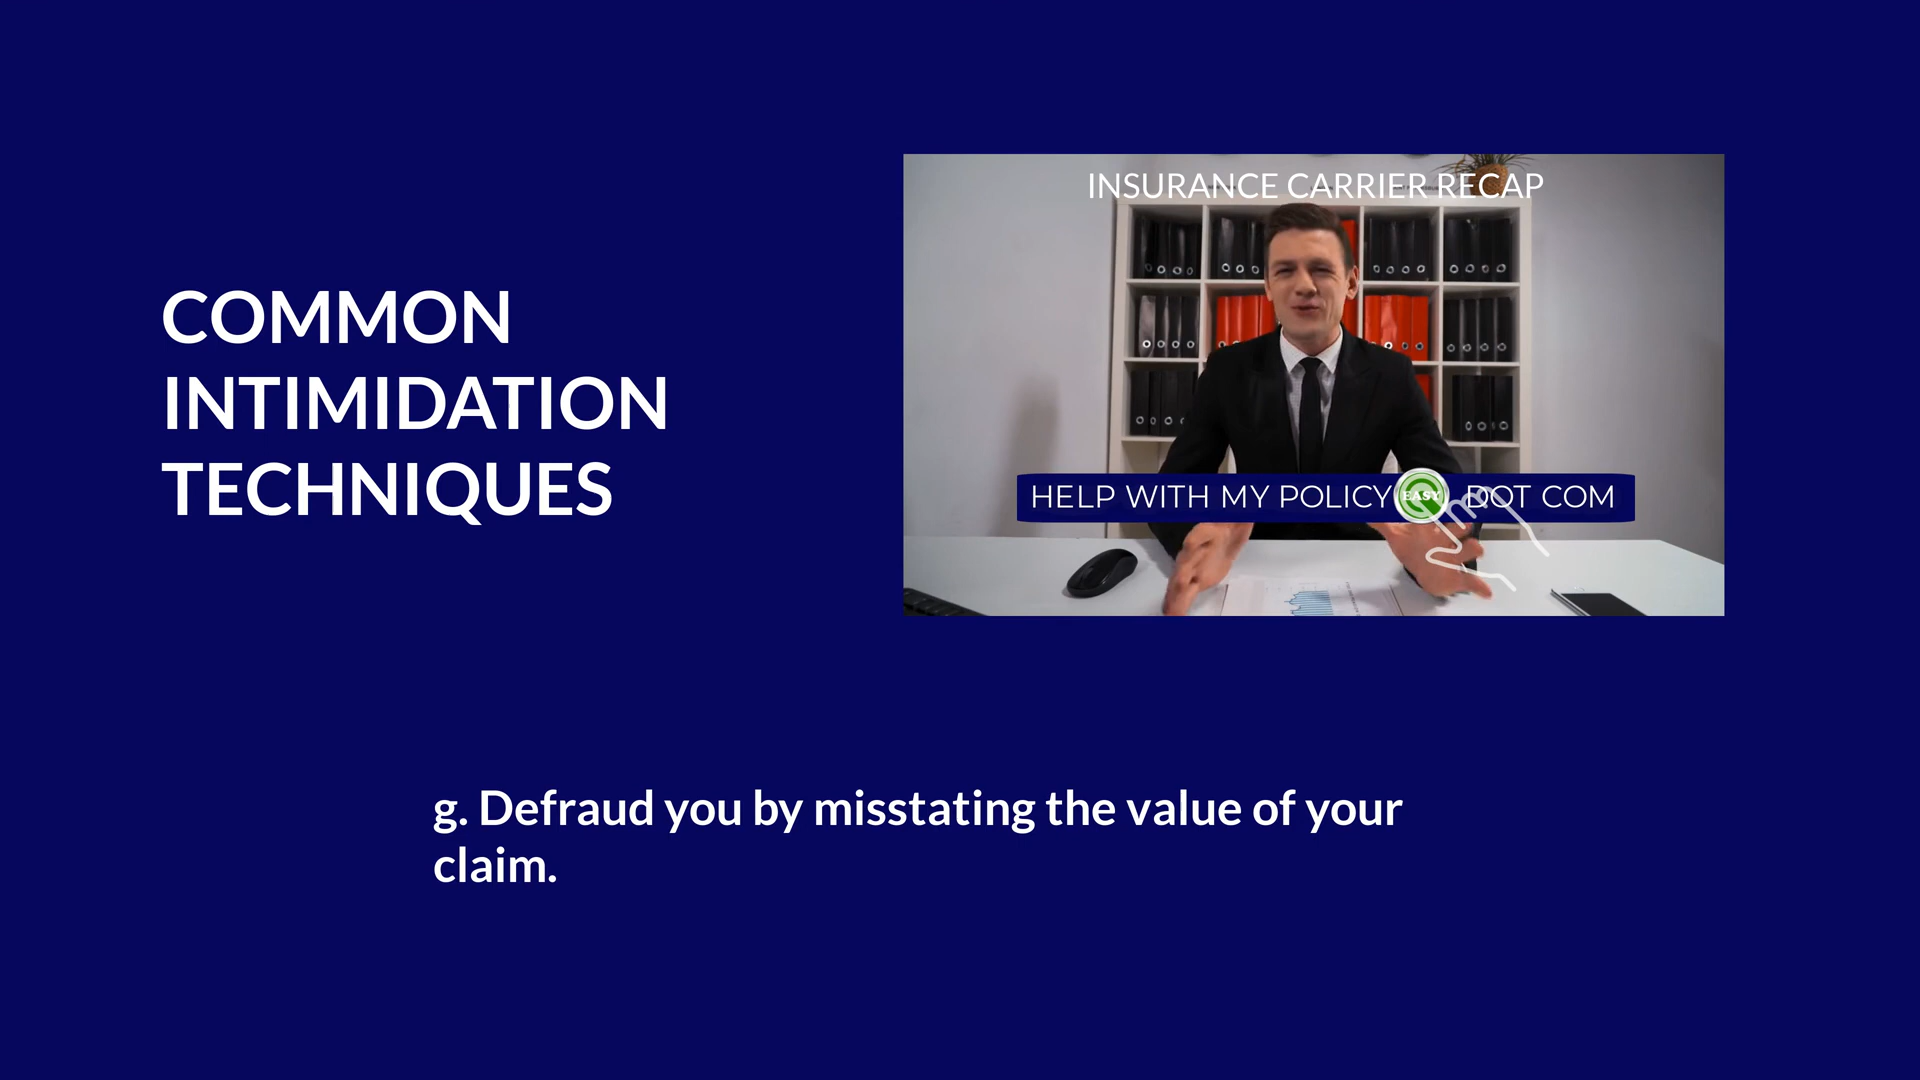 COMMON
INTIMIDATION
TECHNIQUES
INSURANCE CARRIER RECAP
HELP WITH MY POLICY EASY DOT COM
g. Defraud you by misstating the value of your
claim.